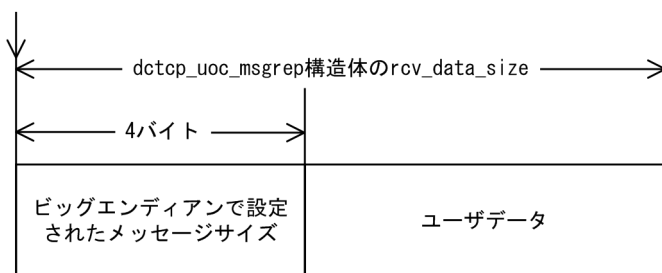 dctcp_uoc_msgrep構造体のrcv_data_size
4バイト
ビッグエンディアンで設定
されたメッセージサイズ
ユーザデータ